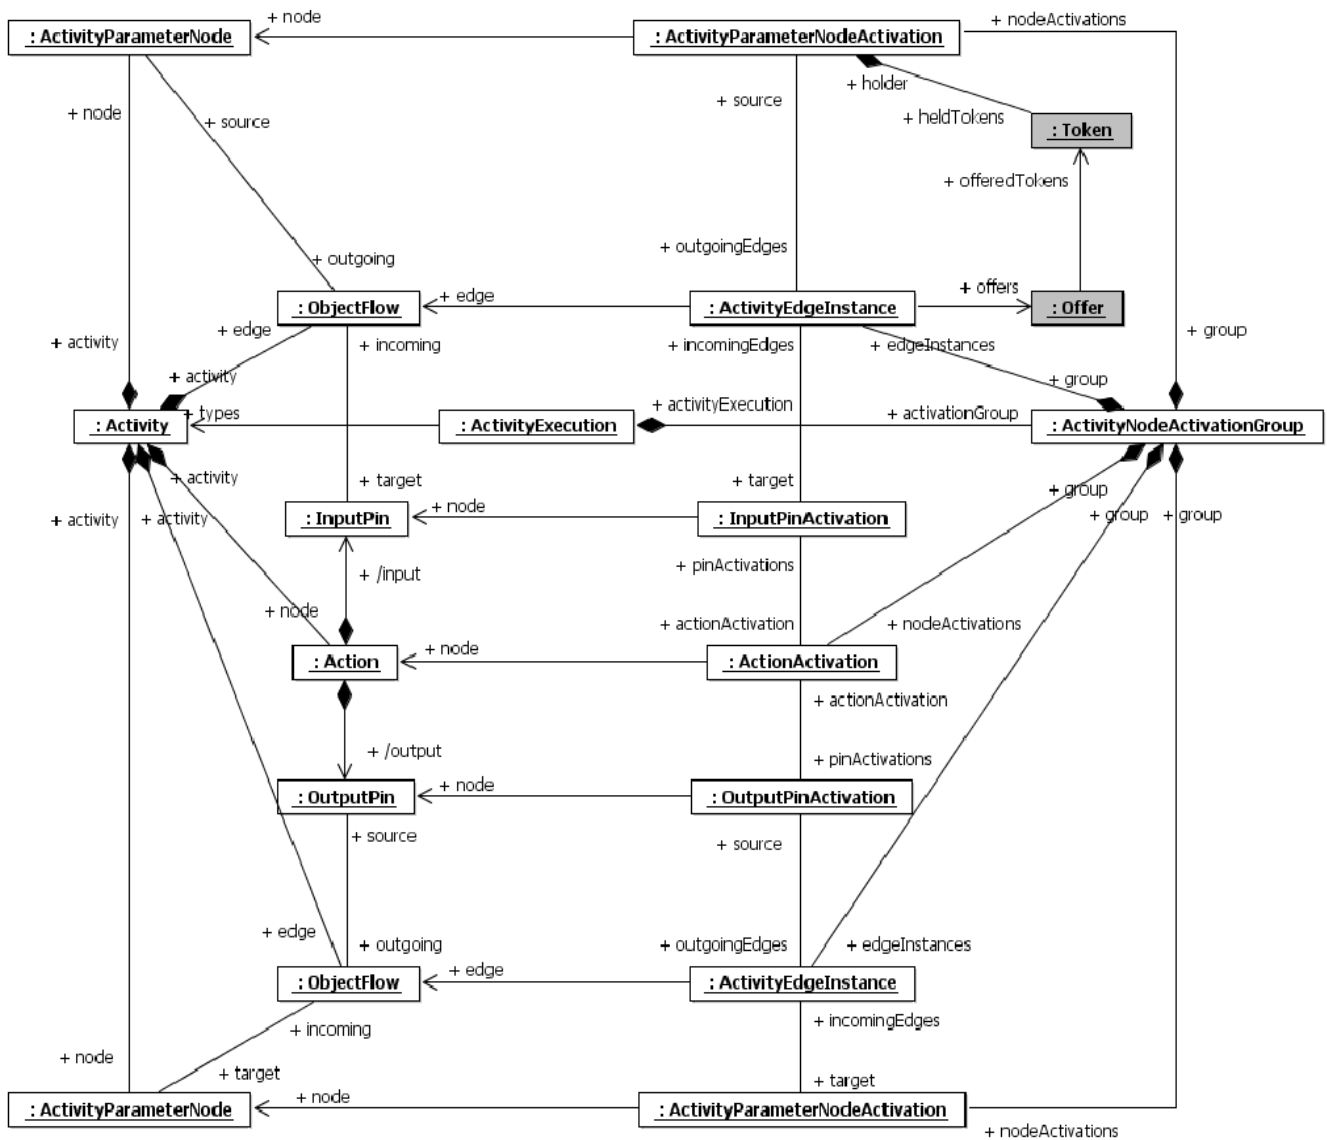 + node
+ nodeActivations
: ActivityParameterNode
: ActivityParameterNodeActivation
+ holder
+ node
+ source
+ source
+ heldTokens
: Token
+ offeredTokens
+ outgoingEdges
+ outgoing
+ edge
+ offers
: ObjectFlow
: ActivityEdgeInstance
: Offer
+ edge
+ group
+ activity
+ incoming
+ incomingEdges
+ edgeInstances
+ activity
+ group
+ types
+ activityExecution
+ activationGroup
: Activity
: ActivityExecution
: ActivityNodeActivationGroup
+ activity
+ target
+ target
+ group
+ node
+ activity
+ activity
: InputPin
: InputPinActivation
+ group
+ group
+ /input
+ pinActivations
+ node
+ actionActivation
+ nodeActivations
+ node
: Action
: ActionActivation
+ actionActivation
+ /output
+ pinActivations
+ node
: OutputPin
: OutputPinActivation
+ source
+ source
+ edge
+ outgoing
+ outgoingEdges
+ edgeInstances
+ edge
: ObjectFlow
: ActivityEdgeInstance
+ incoming
+ incomingEdges
+ node
+ target
+ target
+ node
: ActivityParameterNode
: ActivityParameterNodeActivation
+ nodeActivations